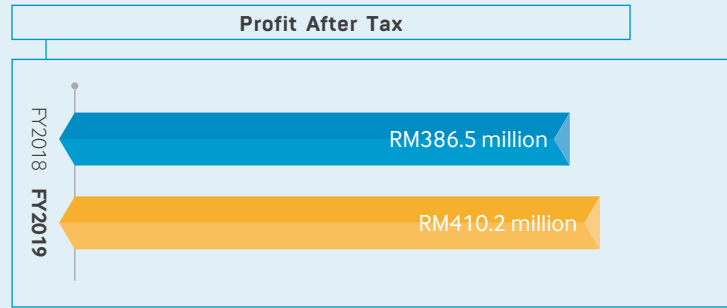 Profit After Tax
FY2018
RM386.5 million
FY2019
RM410.2 million